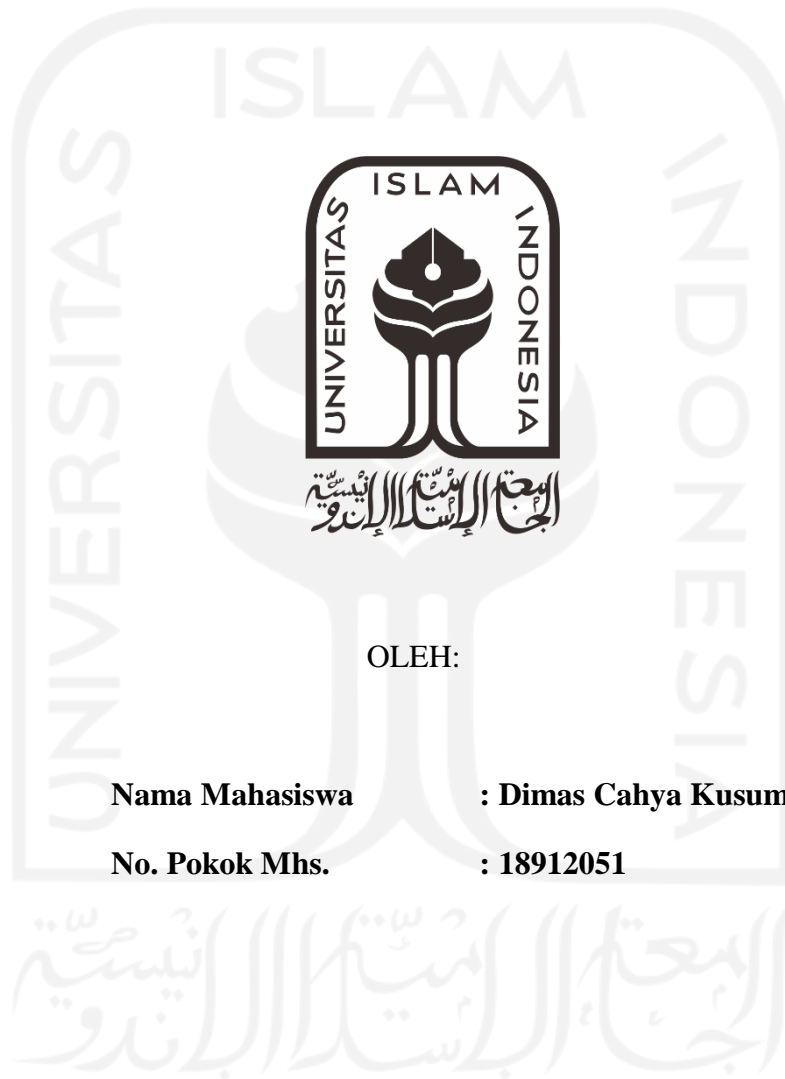 ISLAM
UNIVERSITAS
INDONESIA
الجامعة الإسلامية الإندونيسية
OLEH:
Nama Mahasiswa : Dimas Cahya Kusum
No. Pokok Mhs. : 18912051